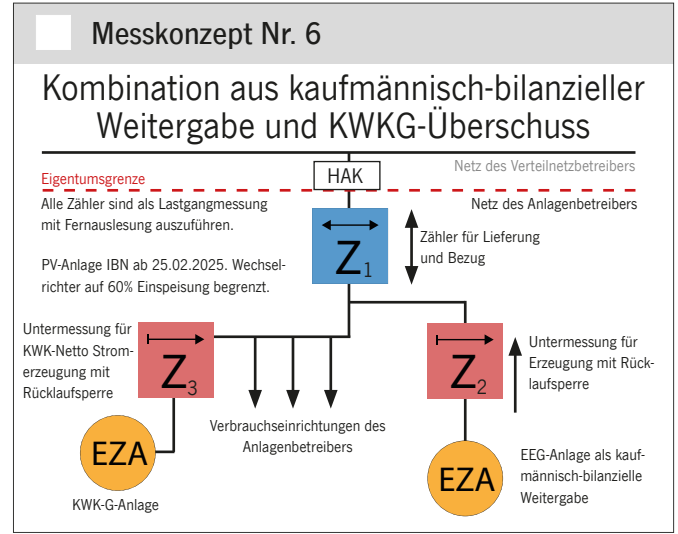 Messkonzept Nr. 6
Kombination aus kaufmännisch-bilanzieller
Weitergabe und KWKG-Überschuss
Netz des Verteilnetzbetreibers
HAK
Eigentumsgrenze
Netz des Anlagenbetreibers
Alle Zähler sind als Lastgangmessung
mit Fernauslesung auszuführen.
PV-Anlage IBN ab 25.02.2025. Wechsel-
richter auf 60% Einspeisung begrenzt.
Z1
Zähler für Lieferung
und Bezug
Untermessung für
KWK-Netto Strom-
erzeugung mit
Rücklaufsperre
Z3
Z2
Untermessung für
Erzeugung mit Rück-
laufsperre
Verbrauchseinrichtungen des
Anlagenbetreibers
EZA
KWK-G-Anlage
EZA
EEG-Anlage als kauf-
männisch-bilanzielle
Weitergabe